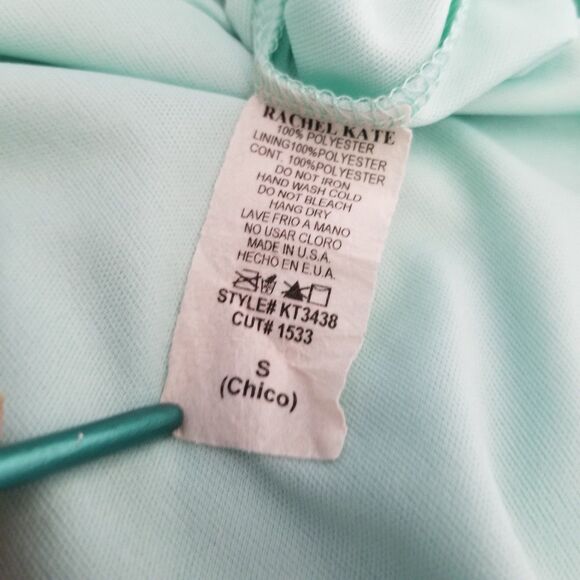 RACHEL KATE
100% POLYESTER
LINING100%POLYESTER
CONT. 100%POLYESTER
DO NOT IRON
HAND WASH COLD
DO NOT BLEACH
HANG DRY
LAVE FRIO A MANO
NO USAR CLORO
MADE IN U.S.A.
HECHO EN E.U.A.
STYLE# KT3438
CUT# 1533
S
(Chico)